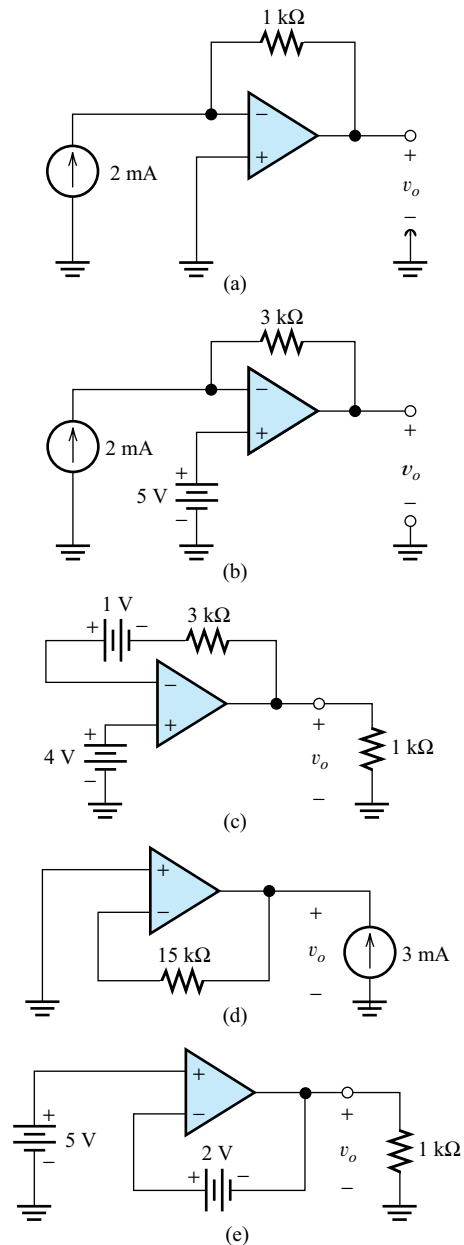 1 kΩ
−
+
2 mA
+
v_o
−
(a)
3 kΩ
−
+
2 mA
+
5 V
−
+
v_o
−
(b)
1 V
+ −
3 kΩ
−
+
+
4 V
−
+
v_o
−
1 kΩ
(c)
+
−
15 kΩ
+
v_o
−
3 mA
(d)
+
−
+
5 V
−
2 V
+ −
+
v_o
−
1 kΩ
(e)